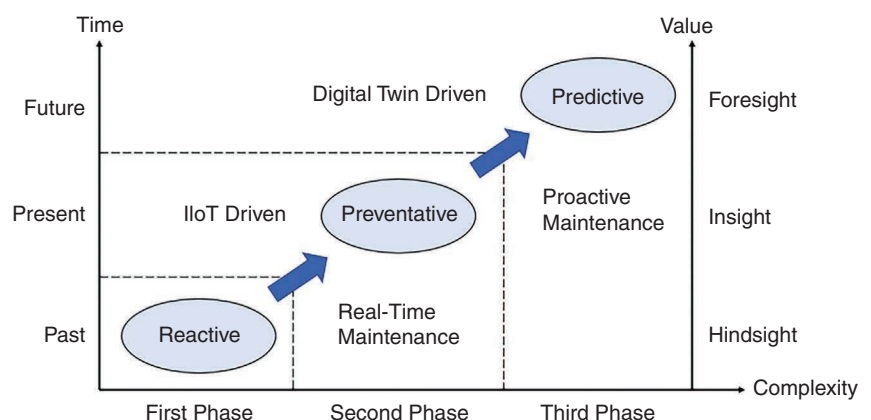 Time
Value
Future
Digital Twin Driven
Predictive
Foresight
Present
IIoT Driven
Preventative
Proactive
Maintenance
Insight
Past
Reactive
Real-Time
Maintenance
Hindsight
Complexity
First Phase
Second Phase
Third Phase